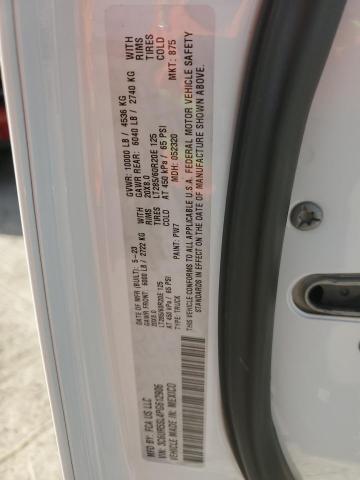 MFD BY: FCA US LLC
DATE OF MFR (BUILT): 5-23
GVWR: 10000 LB / 4536 KG
GAWR FRONT: 6000 LB / 2722 KG
WITH
20X8.0
RIMS
LT285/60R20E 125
TIRES
AT 450 kPa / 65 PSI
COLD
GAWR REAR: 6040 LB / 2740 KG
WITH
20X8.0
RIMS
LT285/60R20E 125
TIRES
AT 450 kPa / 65 PSI
COLD
MDH: 052320
MKT: 875
TYPE: TRUCK
PAINT: PW7
VEHICLE MADE IN: MEXICO
THIS VEHICLE CONFORMS TO ALL APPLICABLE U.S.A. FEDERAL MOTOR VEHICLE SAFETY
STANDARDS IN EFFECT ON THE DATE OF MANUFACTURE SHOWN ABOVE.